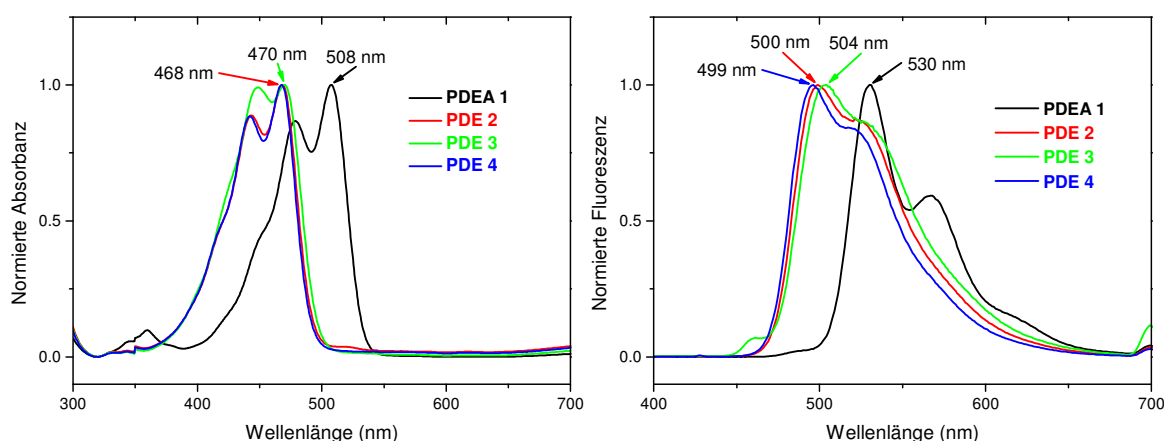 470 nm
468 nm
508 nm
1.0
0.5
0.0
Normierte Absorbanz
PDEA 1
PDE 2
PDE 3
PDE 4
300
400
500
600
700
Wellenlänge (nm)
500 nm
504 nm
499 nm
530 nm
1.0
0.5
0.0
Normierte Fluoreszenz
PDEA 1
PDE 2
PDE 3
PDE 4
400
500
600
700
Wellenlänge (nm)